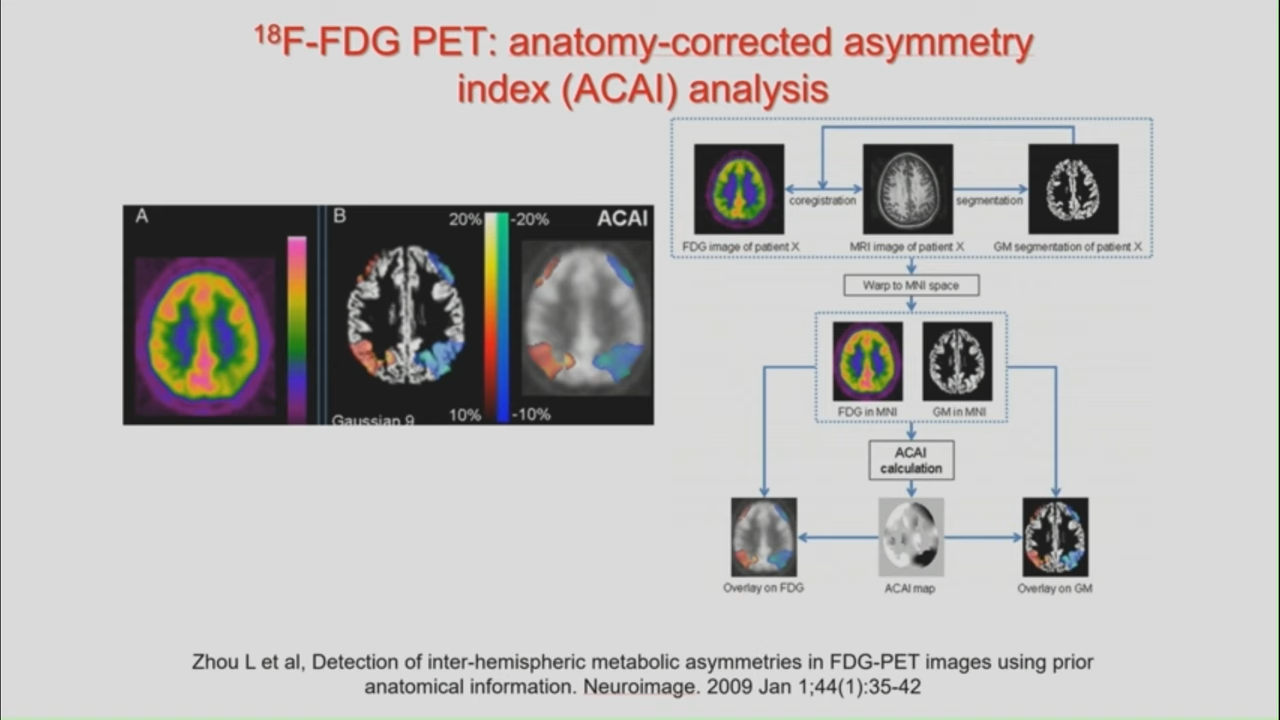 18F-FDG PET: anatomy-corrected asymmetry
index (ACAI) analysis
A
B
20%
-20%
ACAI
Gaussian 9
10%
-10%
coregistration
segmentation
FDG image of patient X
MRI image of patient X
GM segmentation of patient X
Warp to MNI space
FDG in MNI
GM in MNI
ACAI
calculation
Overlay on FDG
ACAI map
Overlay on GM
Zhou L et al, Detection of inter-hemispheric metabolic asymmetries in FDG-PET images using prior
anatomical information. Neuroimage. 2009 Jan 1;44(1):35-42